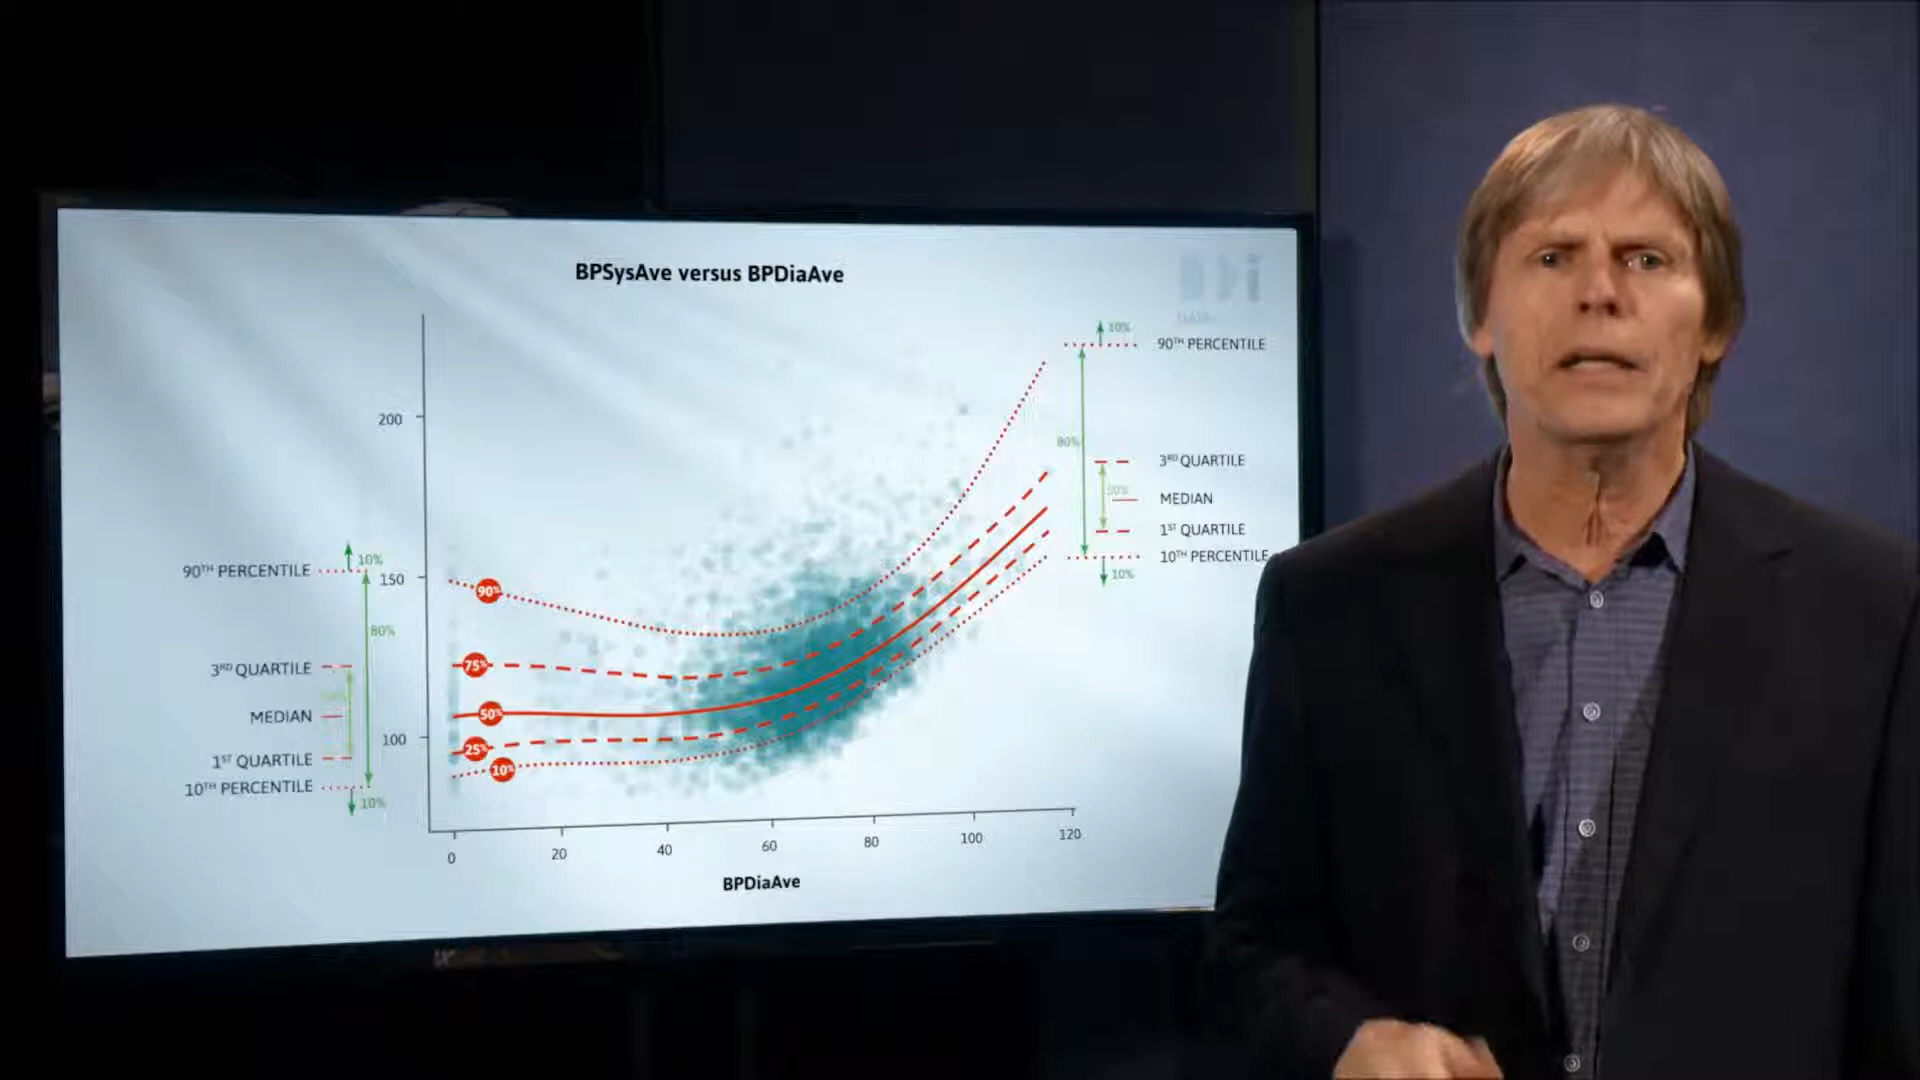 BPSysAve versus BPDiaAve
10%
90TH PERCENTILE
80%
3RD QUARTILE
50%
MEDIAN
1ST QUARTILE
10TH PERCENTILE
10%
200
150
100
10%
90TH PERCENTILE
80%
3RD QUARTILE
MEDIAN
1ST QUARTILE
10TH PERCENTILE
10%
90%
75%
50%
25%
10%
0 20 40 60 80 100 120
BPDiaAve